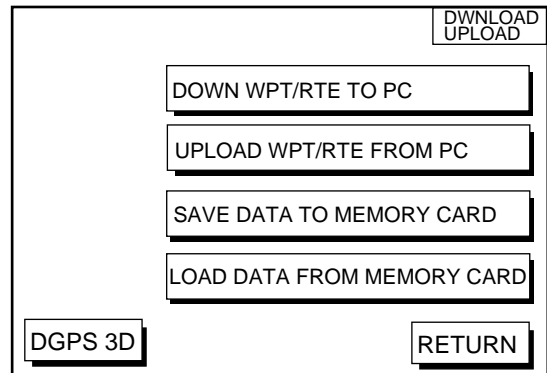 DWNLOAD
UPLOAD
DOWN WPT/RTE TO PC
UPLOAD WPT/RTE FROM PC
SAVE DATA TO MEMORY CARD
LOAD DATA FROM MEMORY CARD
DGPS 3D
RETURN